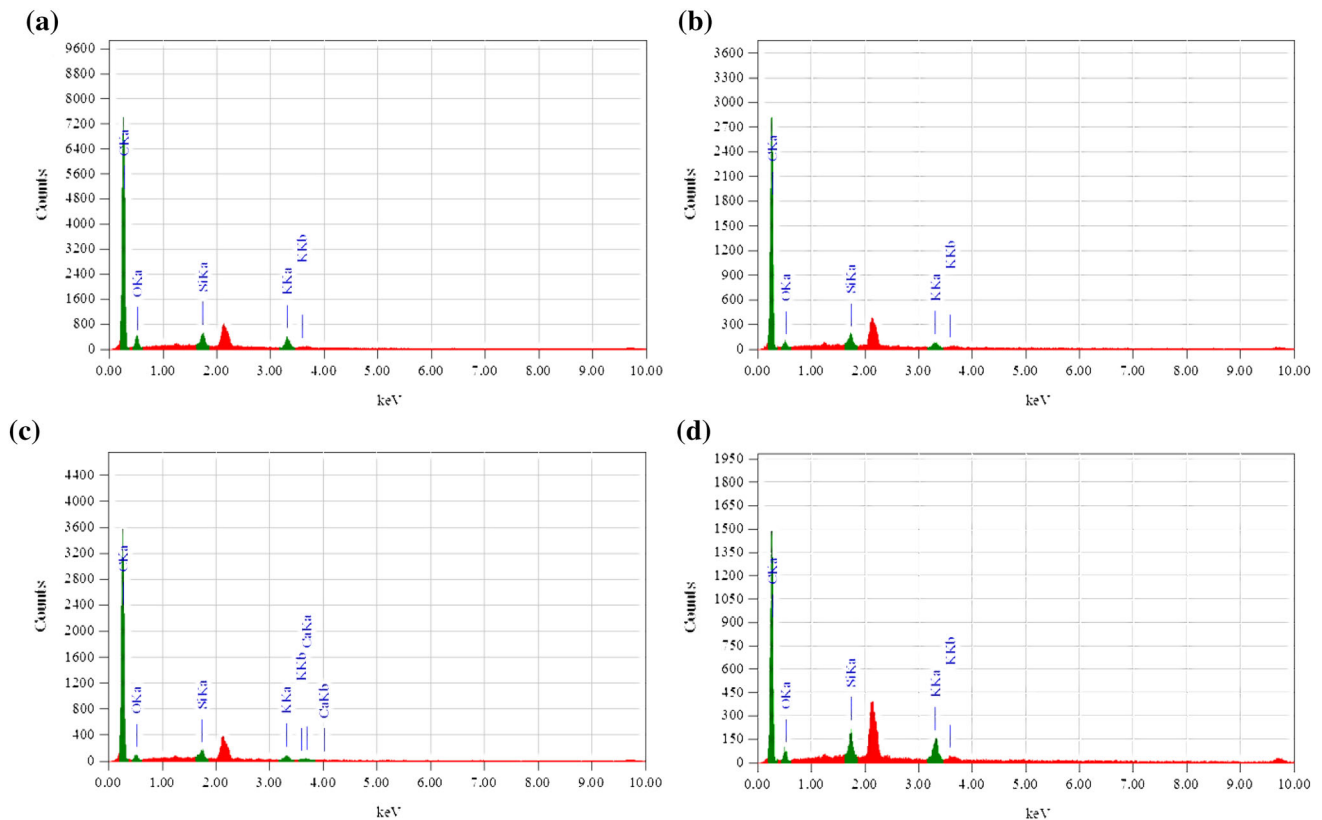 (a)
9600
8800
8000
7200
6400
5600
4800
4000
3200
2400
1600
800
0
Counts
CKa
OKa
SiKa
KKa
KKb
0.00 1.00 2.00 3.00 4.00 5.00 6.00 7.00 8.00 9.00 10.00
keV
(b)
3600
3300
3000
2700
2400
2100
1800
1500
1200
900
600
300
0
Counts
CKa
OKa
SiKa
KKa
KKb
0.00 1.00 2.00 3.00 4.00 5.00 6.00 7.00 8.00 9.00 10.00
keV
(c)
4400
4000
3600
3200
2800
2400
2000
1600
1200
800
400
0
Counts
CKa
OKa
SiKa
KKa
KKb
CaKa
CaKb
0.00 1.00 2.00 3.00 4.00 5.00 6.00 7.00 8.00 9.00 10.00
keV
(d)
1950
1800
1650
1500
1350
1200
1050
900
750
600
450
300
150
0
Counts
CKa
OKa
SiKa
KKa
KKb
0.00 1.00 2.00 3.00 4.00 5.00 6.00 7.00 8.00 9.00 10.00
keV